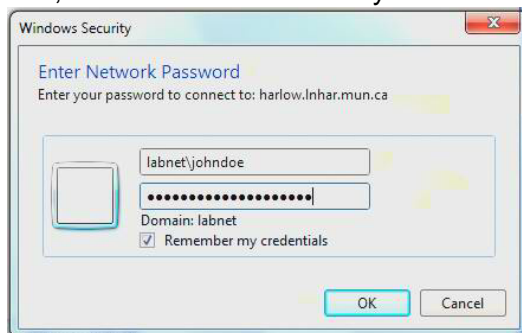 Windows Security
Enter Network Password
Enter your password to connect to: harlow.lnhar.mun.ca
labnet\johndoe
••••••••••••••••••••
Domain: labnet
Remember my credentials
OK
Cancel